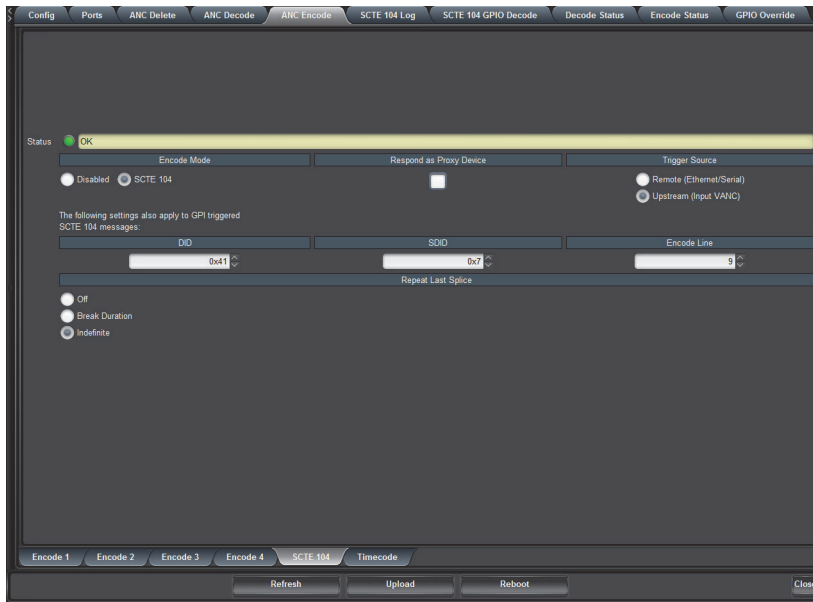 Config Ports ANC Delete ANC Decode ANC Encode SCTE 104 Log SCTE 104 GPIO Decode Decode Status Encode Status GPIO Override
Status OK
Encode Mode Respond as Proxy Device Trigger Source
Disabled SCTE 104 Remote (Ethernet/Serial)
Upstream (Input VANC)
The following settings also apply to GPI triggered
SCTE 104 messages:
DID SDID Encode Line
0x41 0x7 9
Repeat Last Splice
Off
Break Duration
Indefinite
Encode 1 Encode 2 Encode 3 Encode 4 SCTE 104 Timecode
Refresh Upload Reboot Close